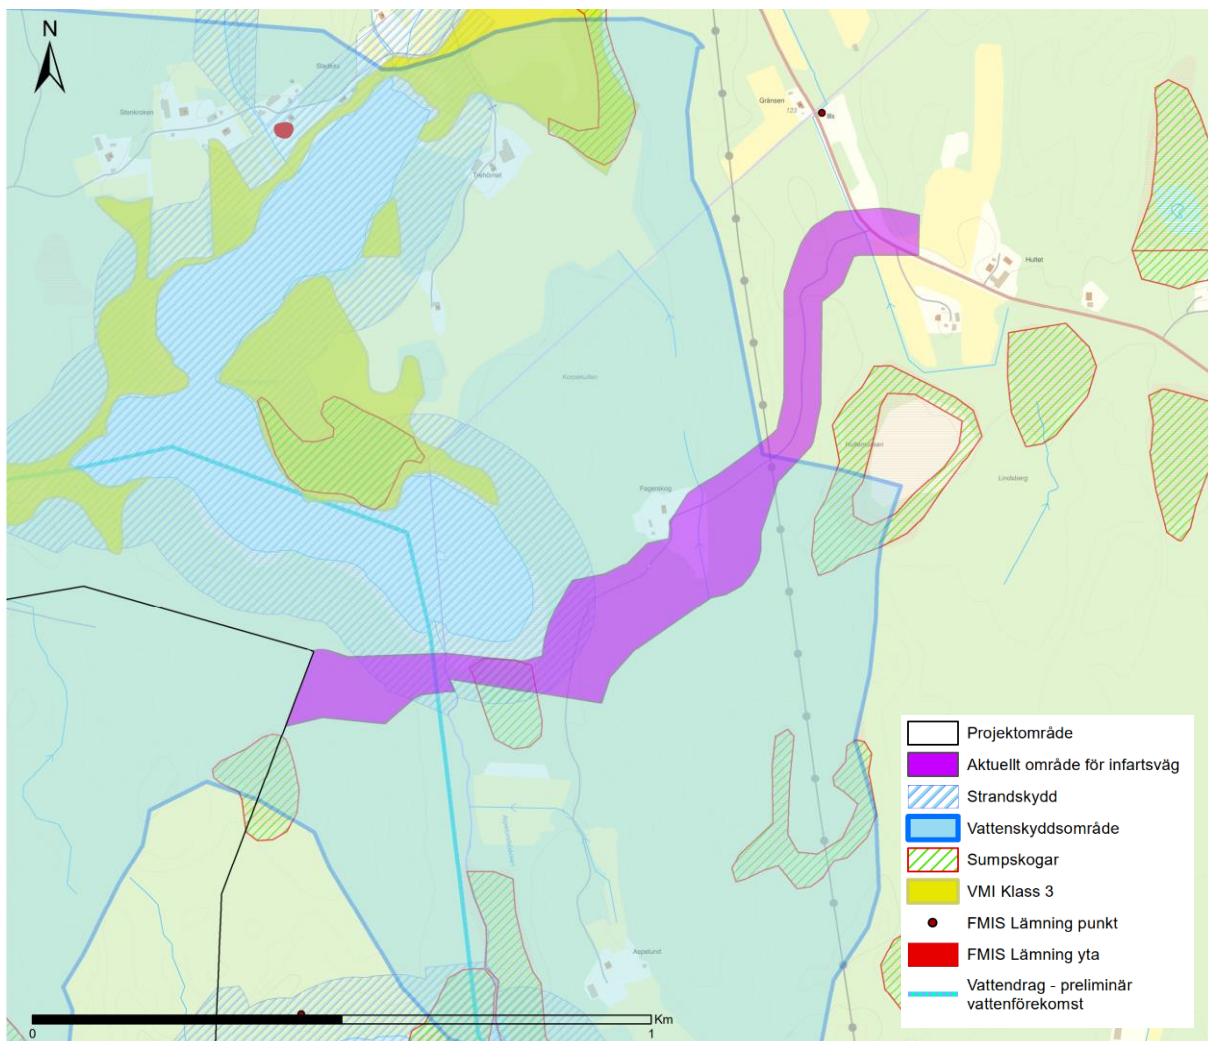 N
Stenkroken
Gränsen
123
Trehörnet
Hultet
Korpekullen
Hultemossen
Lindsberg
Fagerskog
Aspelund
Projektområde
Aktuellt område för infartsväg
Strandskydd
Vattenskyddsområde
Sumpskogar
VMI Klass 3
FMIS Lämning punkt
FMIS Lämning yta
Vattendrag - preliminär
vattenförekomst
Km
0
1